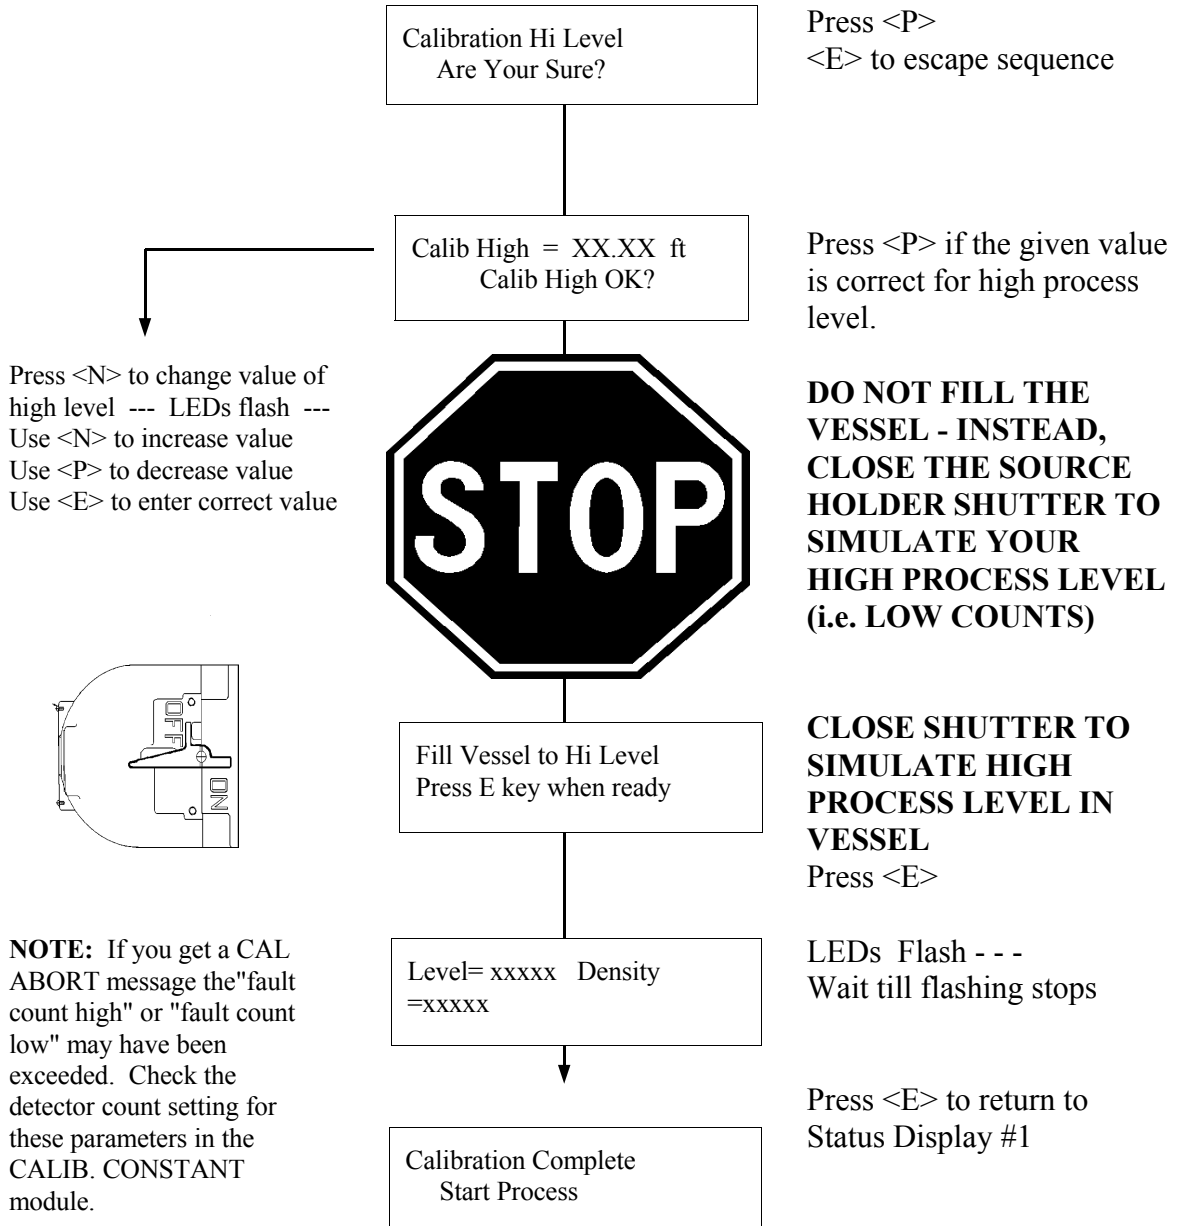 Calibration Hi Level
Are Your Sure?
Press <P>
<E> to escape sequence
Calib High = XX.XX ft
Calib High OK?
Press <P> if the given value
is correct for high process
level.
Press <N> to change value of
high level --- LEDs flash ---
Use <N> to increase value
Use <P> to decrease value
Use <E> to enter correct value
STOP
DO NOT FILL THE
VESSEL - INSTEAD,
CLOSE THE SOURCE
HOLDER SHUTTER TO
SIMULATE YOUR
HIGH PROCESS LEVEL
(i.e. LOW COUNTS)
OFF
ON
Fill Vessel to Hi Level
Press E key when ready
CLOSE SHUTTER TO
SIMULATE HIGH
PROCESS LEVEL IN
VESSEL
Press <E>
NOTE: If you get a CAL
ABORT message the"fault
count high" or "fault count
low" may have been
exceeded. Check the
detector count setting for
these parameters in the
CALIB. CONSTANT
module.
Level= xxxxx Density
=xxxxx
LEDs Flash - - -
Wait till flashing stops
Press <E> to return to
Status Display #1
Calibration Complete
Start Process